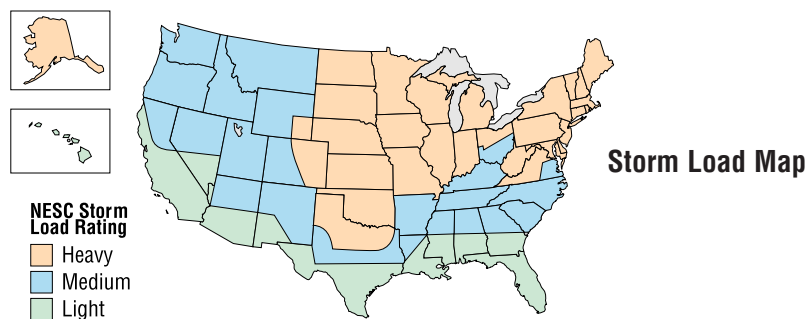 Storm Load Map
NESC Storm
Load Rating
Heavy
Medium
Light